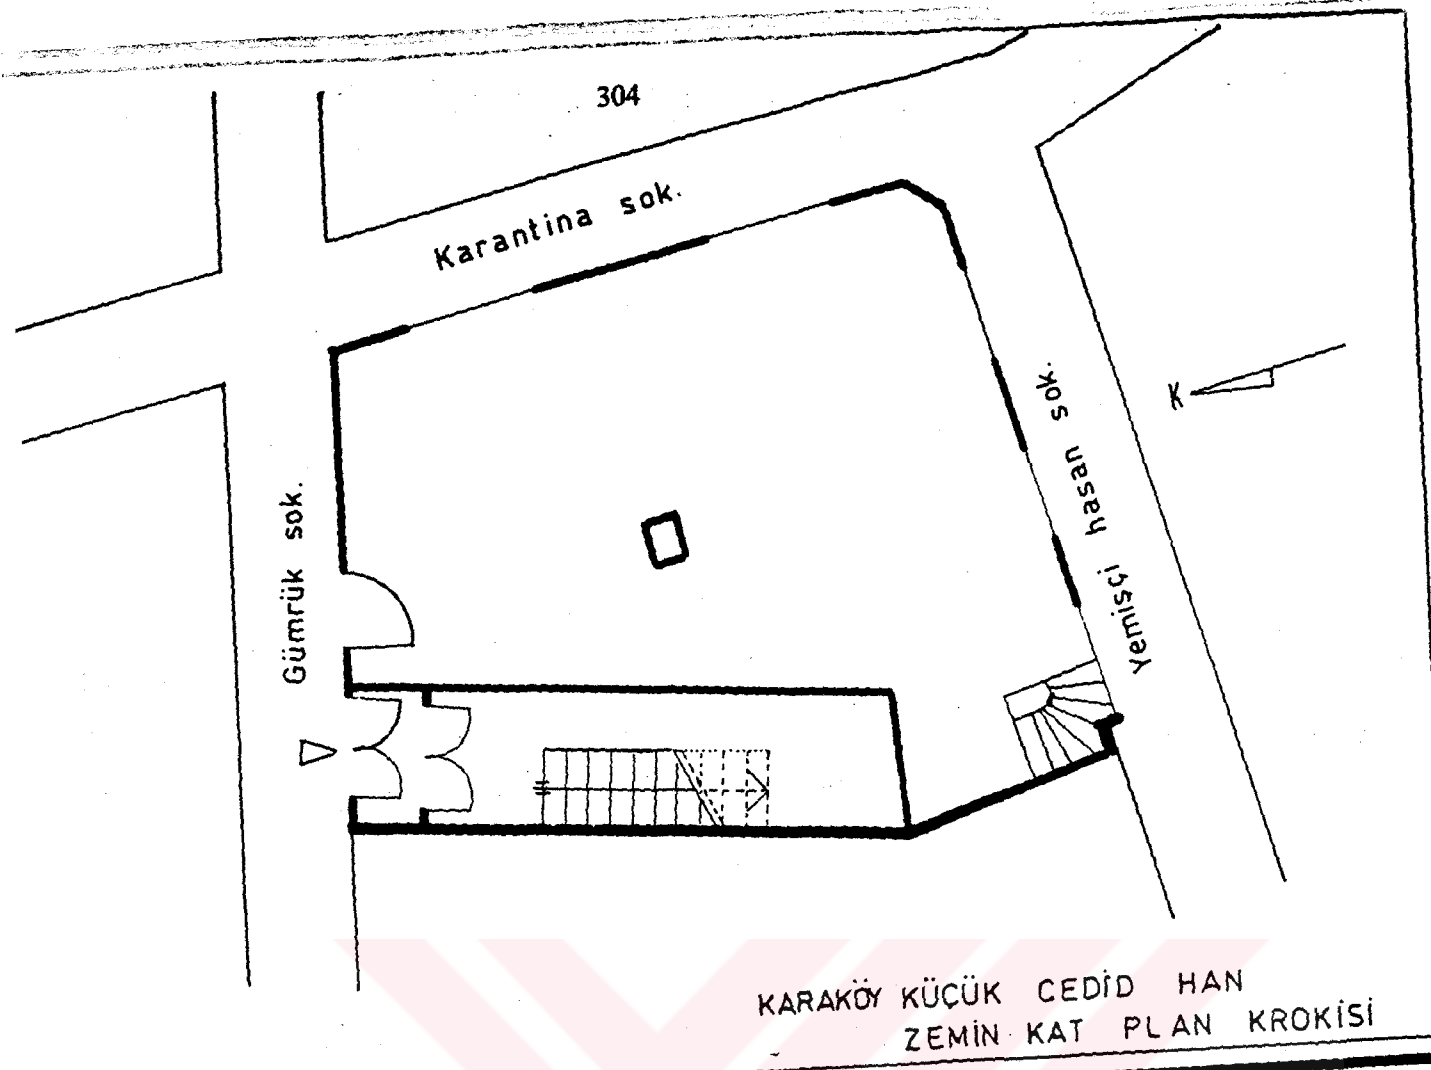 304
Karantina sok.
Gümrük sok.
Yemişçi hasan sok.
K
KARAKÖY KÜÇÜK CEDİD HAN
ZEMİN KAT PLAN KROKİSİ